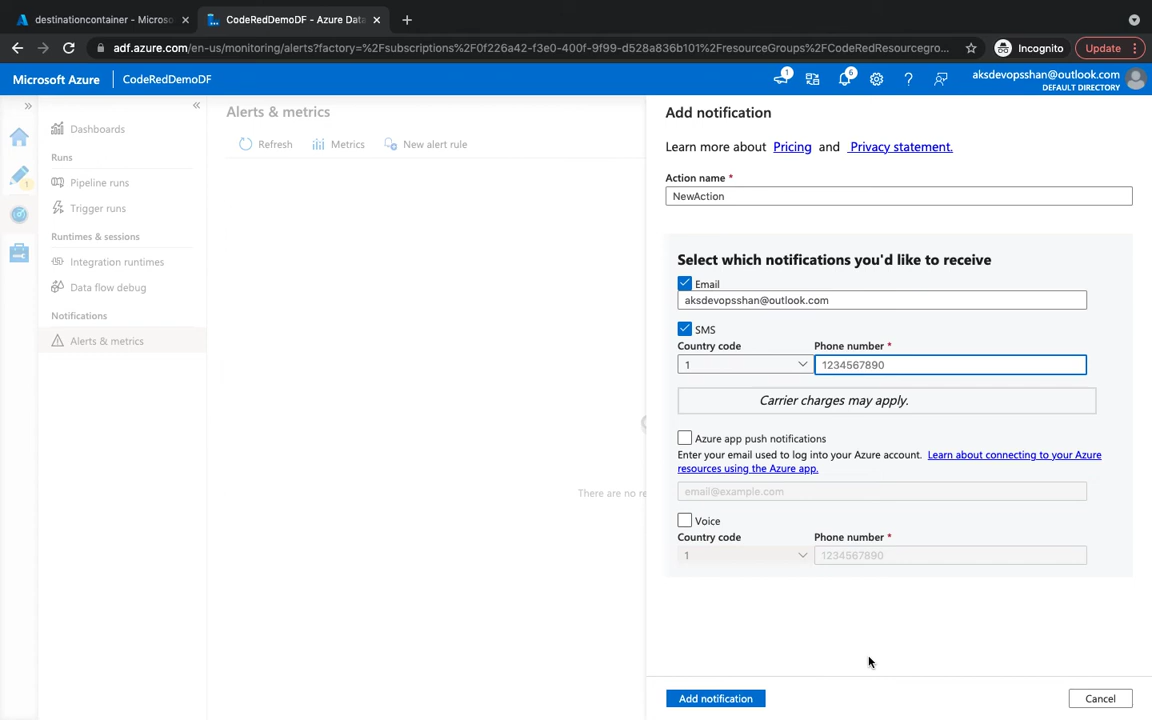 destinationcontainer - Microso
CodeRedDemoDF - Azure Data
adf.azure.com/en-us/monitoring/alerts?factory=%2Fsubscriptions%2F0f226a42-f3e0-400f-9f99-d528a836b101%2FresourceGroups%2FCodeRedResourcegro...
Incognito
Update
Microsoft Azure
CodeRedDemoDF
1
6
aksdevopsshan@outlook.com
DEFAULT DIRECTORY
Dashboards
Runs
Pipeline runs
Trigger runs
Runtimes & sessions
Integration runtimes
Data flow debug
Notifications
Alerts & metrics
1
Alerts & metrics
Refresh
Metrics
New alert rule
There are no re
Add notification
Learn more about Pricing and Privacy statement.
Action name *
NewAction
Select which notifications you'd like to receive
Email
aksdevopsshan@outlook.com
SMS
Country code
Phone number *
1
1234567890
Carrier charges may apply.
Azure app push notifications
Enter your email used to log into your Azure account. Learn about connecting to your Azure
resources using the Azure app.
email@example.com
Voice
Country code
Phone number *
1
1234567890
Add notification
Cancel